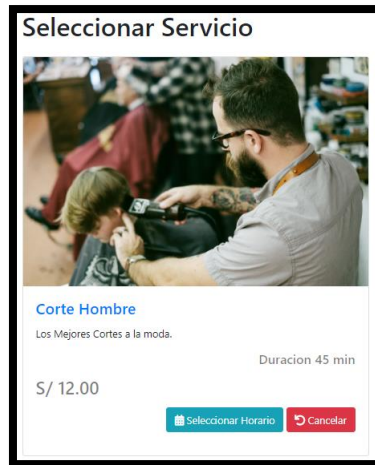 Seleccionar Servicio
Corte Hombre
Los Mejores Cortes a la moda.
Duracion 45 min
S/ 12.00
Seleccionar Horario
Cancelar